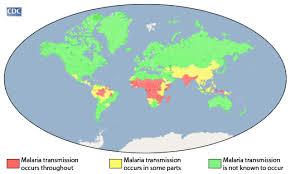 CDC
Malaria transmission
occurs throughout
Malaria transmission
occurs in some parts
Malaria transmission
is not known to occur